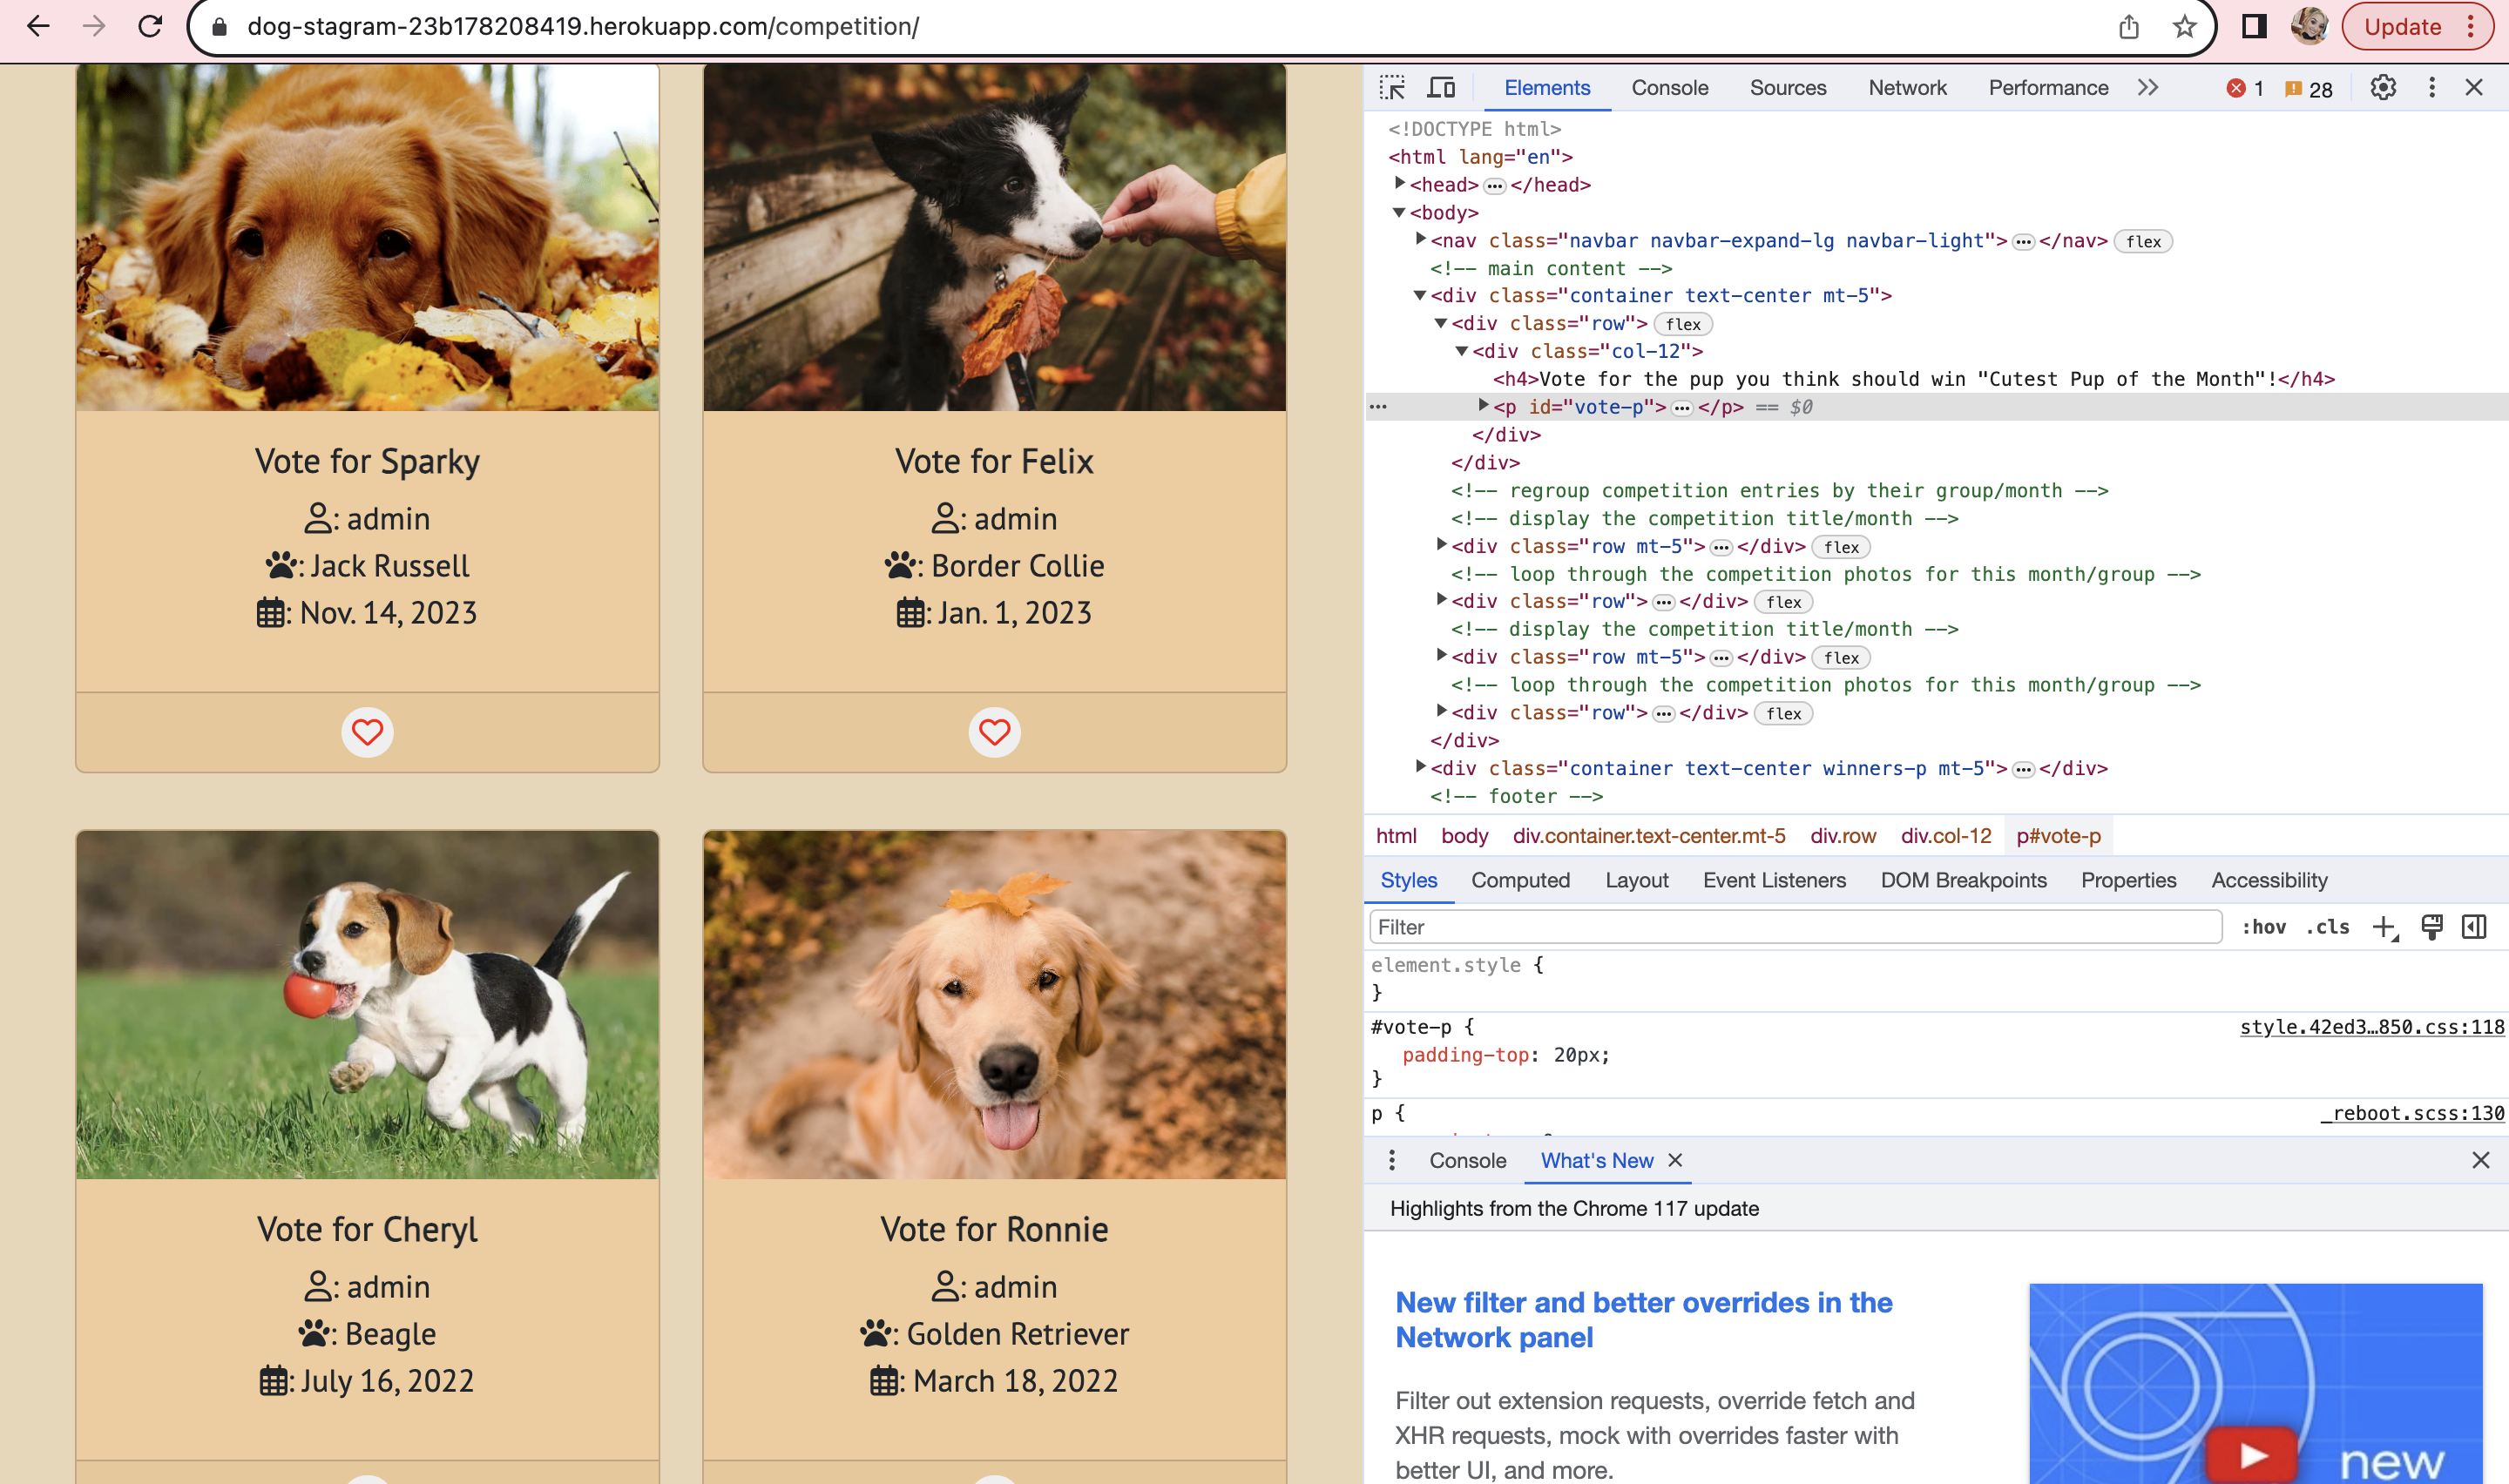 dog-stagram-23b178208419.herokuapp.com/competition/
Update
Vote for Sparky
: admin
: Jack Russell
: Nov. 14, 2023
Vote for Felix
: admin
: Border Collie
: Jan. 1, 2023
Vote for Cheryl
: admin
: Beagle
: July 16, 2022
Vote for Ronnie
: admin
: Golden Retriever
: March 18, 2022
Elements Console Sources Network Performance 1 28
<!DOCTYPE html>
<html lang="en">
<head> ••• </head>
<body>
<nav class="navbar navbar-expand-lg navbar-light"> ••• </nav> flex
<!-- main content -->
<div class="container text-center mt-5">
<div class="row"> flex
<div class="col-12">
<h4>Vote for the pup you think should win "Cutest Pup of the Month"!</h4>
••• <p id="vote-p"> ••• </p> == $0
</div>
</div>
<!-- regroup competition entries by their group/month -->
<!-- display the competition title/month -->
<div class="row mt-5"> ••• </div> flex
<!-- loop through the competition photos for this month/group -->
<div class="row"> ••• </div> flex
<!-- display the competition title/month -->
<div class="row mt-5"> ••• </div> flex
<!-- loop through the competition photos for this month/group -->
<div class="row"> ••• </div> flex
</div>
<div class="container text-center winners-p mt-5"> ••• </div>
<!-- footer -->
html body div.container.text-center.mt-5 div.row div.col-12 p#vote-p
Styles Computed Layout Event Listeners DOM Breakpoints Properties Accessibility
Filter :hov .cls
element.style {
}
#vote-p { style.42ed3…850.css:118
padding-top: 20px;
}
p { _reboot.scss:130
Console What's New
Highlights from the Chrome 117 update
New filter and better overrides in the
Network panel
Filter out extension requests, override fetch and
XHR requests, mock with overrides faster with
better UI, and more.
new